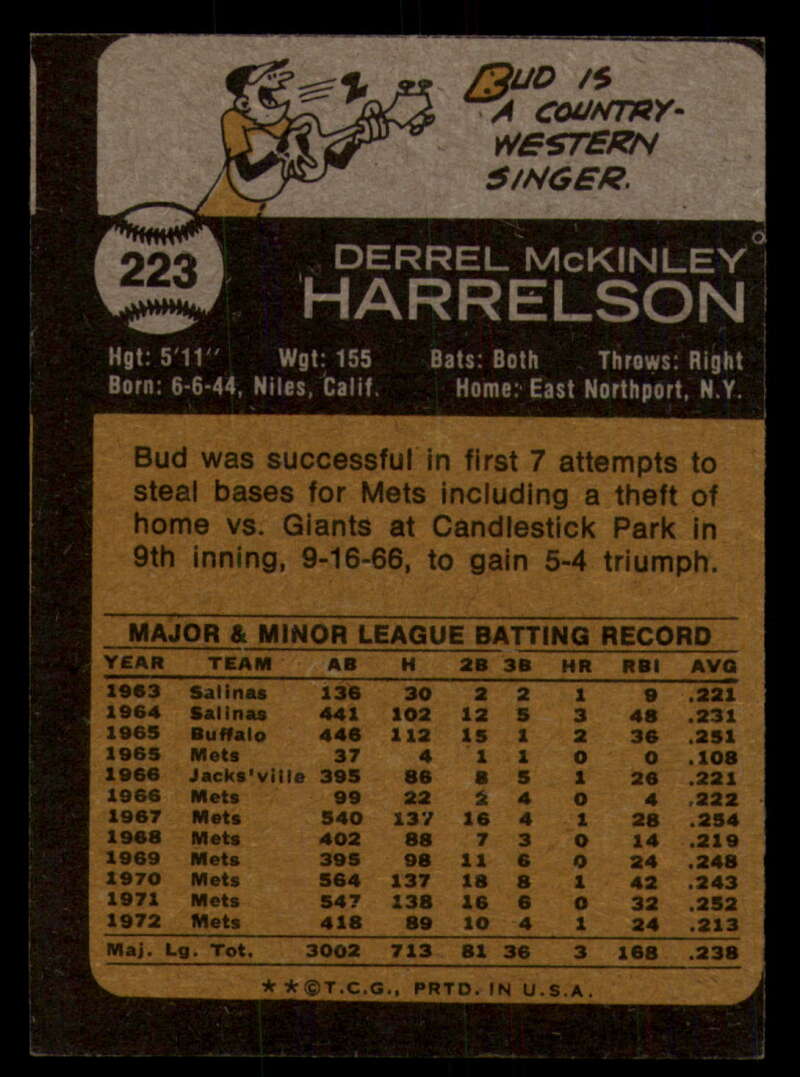 BUD IS
A COUNTRY-
WESTERN
SINGER.
223
DERREL McKINLEY
HARRELSON
Hgt: 5'11" Wgt: 155 Bats: Both Throws: Right
Born: 6-6-44, Niles, Calif. Home: East Northport, N.Y.
Bud was successful in first 7 attempts to
steal bases for Mets including a theft of
home vs. Giants at Candlestick Park in
9th inning, 9-16-66, to gain 5-4 triumph.
MAJOR & MINOR LEAGUE BATTING RECORD
YEAR TEAM AB H 2B 3B HR RBI AVG
1963 Salinas 136 30 2 2 1 9 .221
1964 Salinas 441 102 12 5 3 48 .231
1965 Buffalo 446 112 15 1 2 36 .251
1965 Mets 37 4 1 1 0 0 .108
1966 Jacks'ville 395 86 8 5 1 26 .221
1966 Mets 99 22 2 4 0 4 .222
1967 Mets 540 137 16 4 1 28 .254
1968 Mets 402 88 7 3 0 14 .219
1969 Mets 395 98 11 6 0 24 .248
1970 Mets 564 137 18 8 1 42 .243
1971 Mets 547 138 16 6 0 32 .252
1972 Mets 418 89 10 4 1 24 .213
Maj. Lg. Tot. 3002 713 81 36 3 168 .238
★★©T.C.G., PRTD. IN U.S.A.